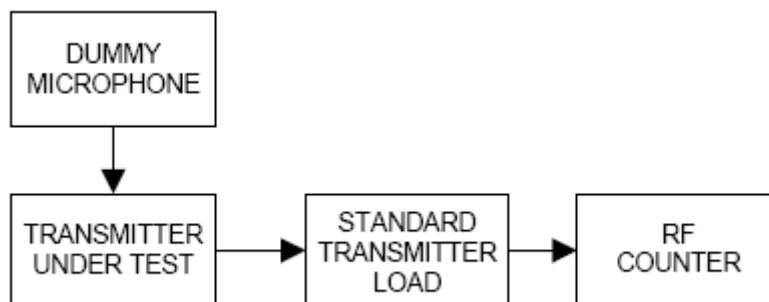 DUMMY
MICROPHONE
TRANSMITTER
UNDER TEST
STANDARD
TRANSMITTER
LOAD
RF
COUNTER